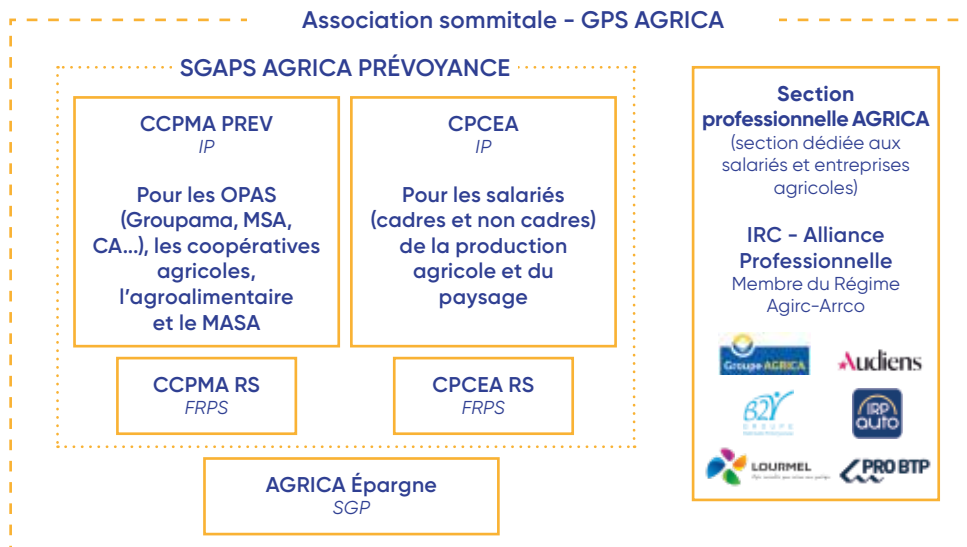 Association sommitale - GPS AGRICA
SGAPS AGRICA PRÉVOYANCE
CCPMA PREV
IP
Pour les OPAS
(Groupama, MSA,
CA...), les coopératives
agricoles,
l'agroalimentaire
et le MASA
CPCEA
IP
Pour les salariés
(cadres et non cadres)
de la production
agricole et du
paysage
CCPMA RS
FRPS
CPCEA RS
FRPS
AGRICA Épargne
SGP
Section
professionnelle AGRICA
(section dédiée aux
salariés et entreprises
agricoles)
IRC - Alliance
Professionnelle
Membre du Régime
Agirc-Arrco
Groupe AGRICA
Audiens
B2V
GROUPE
IRP
auto
LOURMEL
PRO BTP